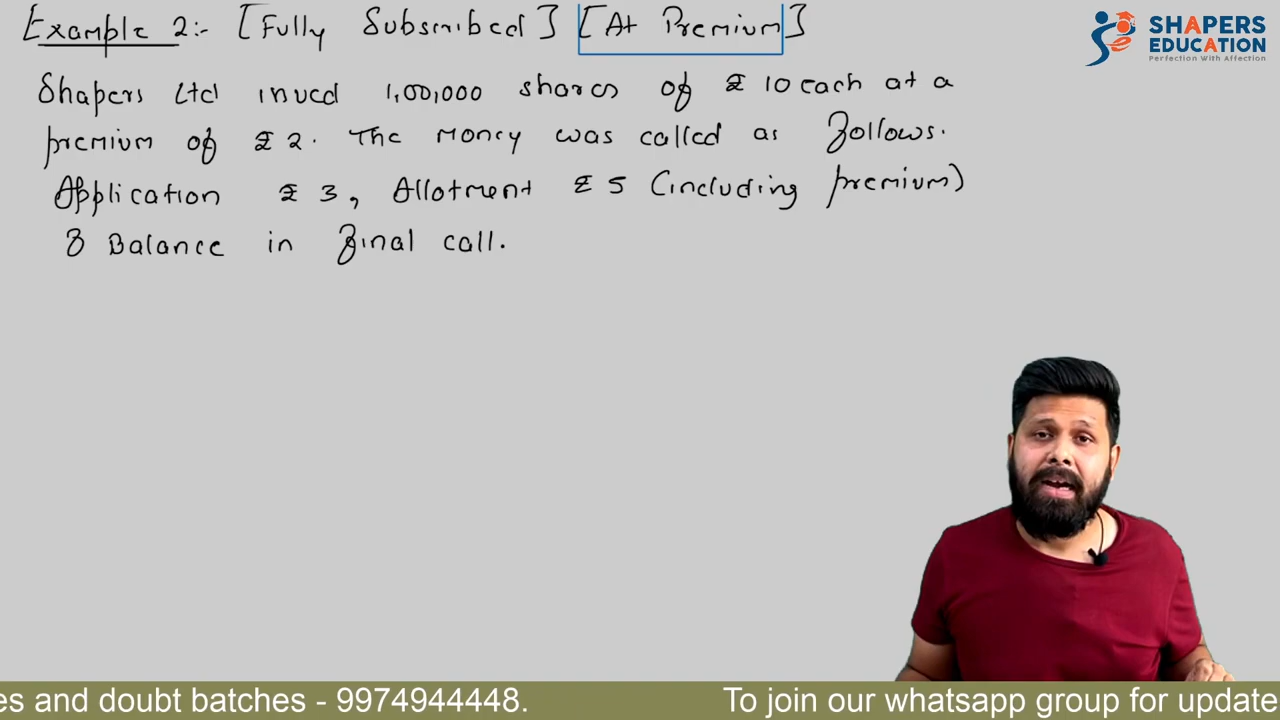 Example 2:- [Fully Subscribed] [At Premium]
SHAPERS
EDUCATION
Perfection With Affection
Shapers Ltd issued 1,00,000 shares of ₹ 10 each at a
premium of ₹ 2. The money was called as follows.
Application ₹ 3, Allotment ₹ 5 (including premium)
& Balance in final call.
es and doubt batches - 9974944448. To join our whatsapp group for update